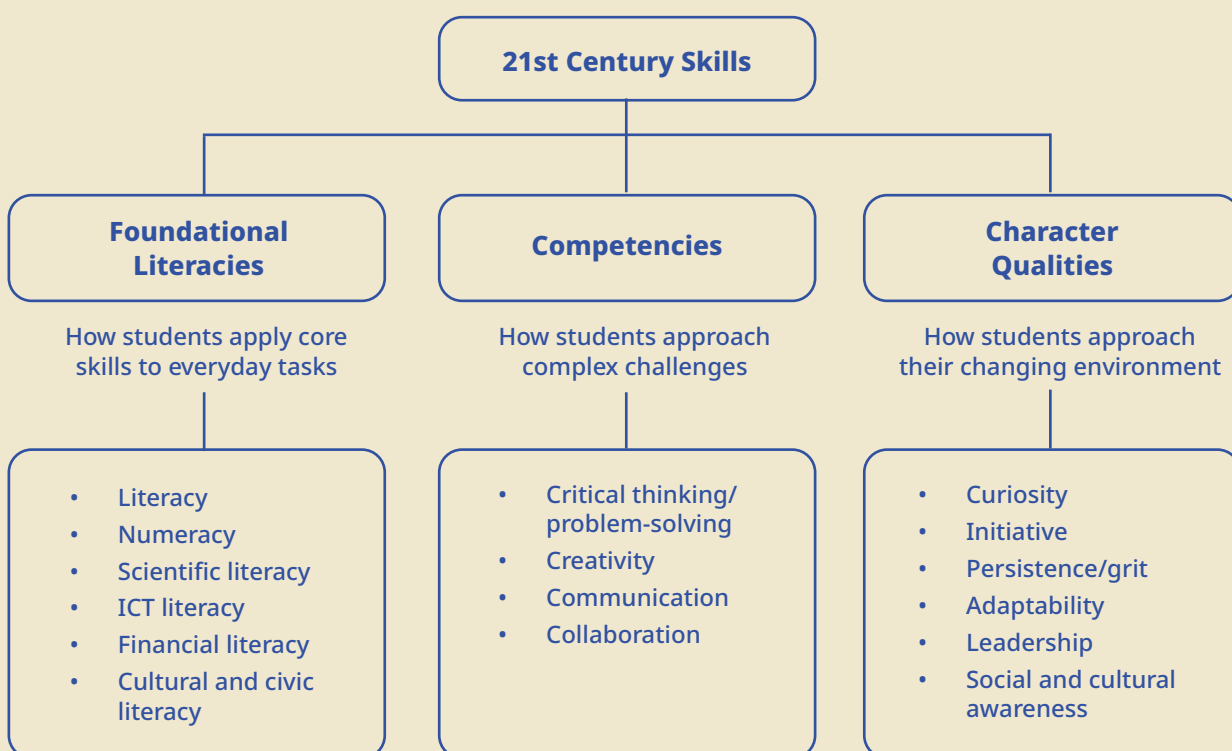 21st Century Skills
Foundational
Literacies
How students apply core
skills to everyday tasks
• Literacy
• Numeracy
• Scientific literacy
• ICT literacy
• Financial literacy
• Cultural and civic
literacy
Competencies
How students approach
complex challenges
• Critical thinking/
problem-solving
• Creativity
• Communication
• Collaboration
Character
Qualities
How students approach
their changing environment
• Curiosity
• Initiative
• Persistence/grit
• Adaptability
• Leadership
• Social and cultural
awareness